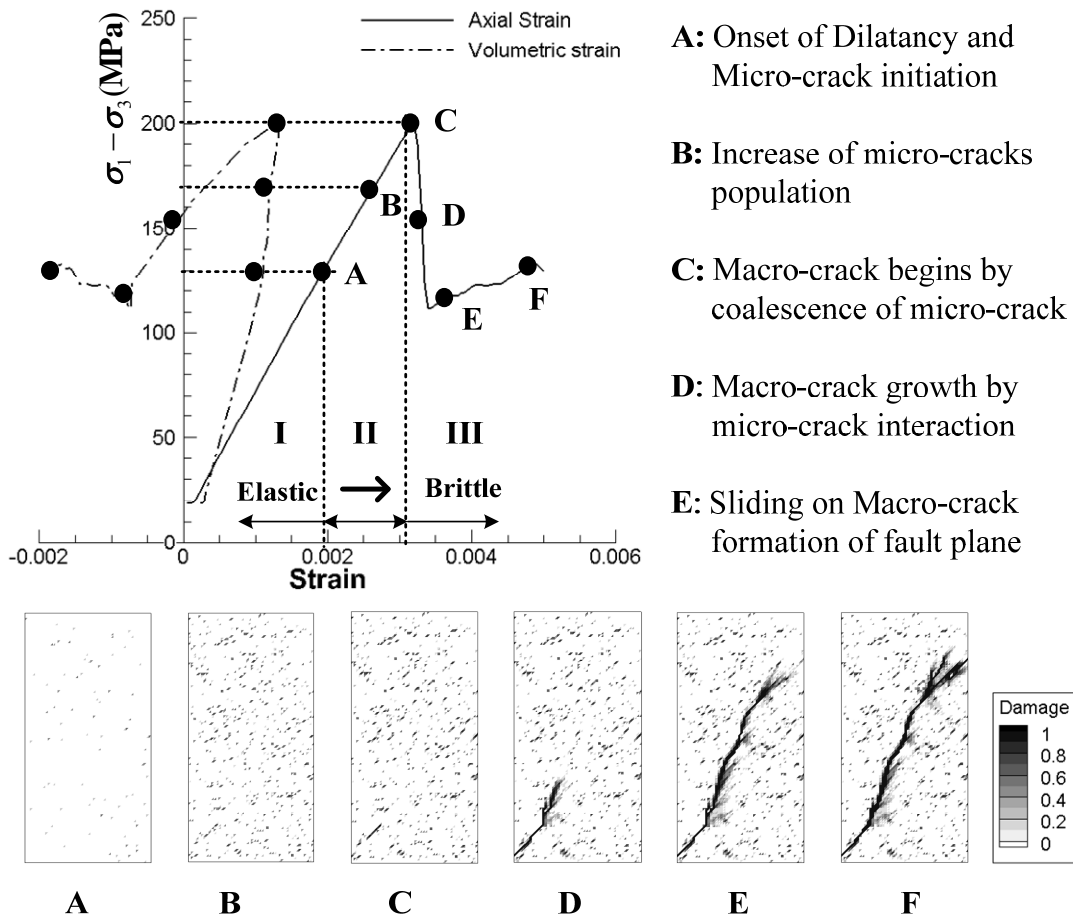 Axial Strain
Volumetric strain
σ₁ − σ₃ (MPa)
250
200
150
100
50
0
-0.002
0
0.002
0.004
0.006
Strain
A
B
C
D
E
F
I
II
III
Elastic
Brittle
A: Onset of Dilatancy and
Micro-crack initiation
B: Increase of micro-cracks
population
C: Macro-crack begins by
coalescence of micro-crack
D: Macro-crack growth by
micro-crack interaction
E: Sliding on Macro-crack
formation of fault plane
Damage
1
0.8
0.6
0.4
0.2
0
A
B
C
D
E
F